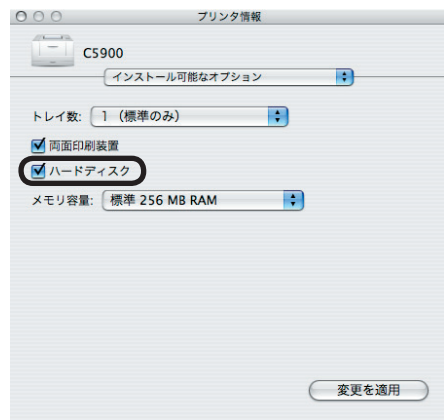 プリンタ情報
C5900
インストール可能なオプション
トレイ数: 1 (標準のみ)
両面印刷装置
ハードディスク
メモリ容量: 標準 256 MB RAM
変更を適用